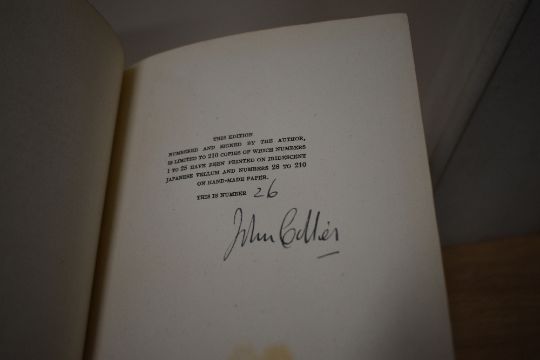 THIS EDITION
NUMBERED AND SIGNED BY THE AUTHOR,
IS LIMITED TO 210 COPIES OF WHICH NUMBERS
1 TO 25 HAVE BEEN PRINTED ON IRIDESCENT
JAPANESE VELLUM AND NUMBERS 26 TO 210
ON HAND-MADE PAPER.
THIS IS NUMBER 26
John Collier